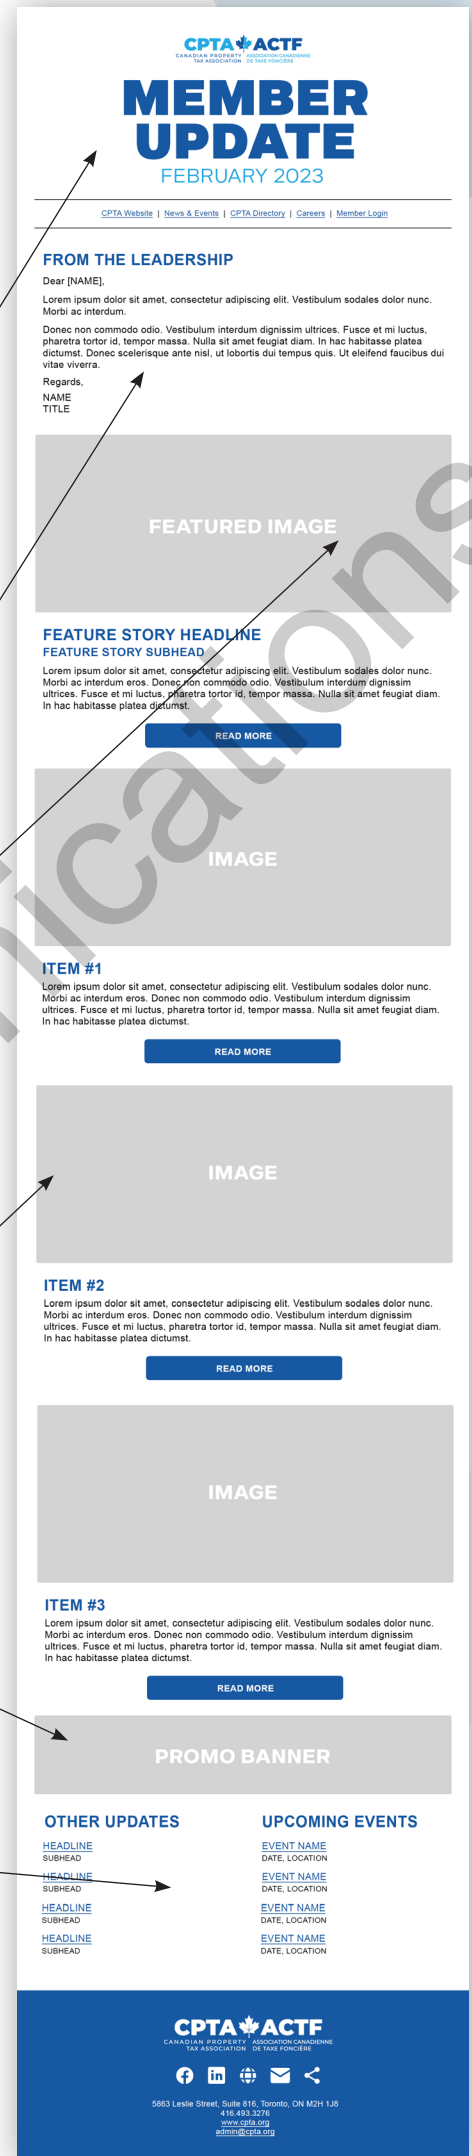 CPTA ACTF
CANADIAN PROPERTY TAX ASSOCIATION
ASSOCIATION CANADIENNE DE TAXE FONCIÈRE
MEMBER
UPDATE
FEBRUARY 2023
CPTA Website | News & Events | CPTA Directory | Careers | Member Login
FROM THE LEADERSHIP
Dear [NAME],
Lorem ipsum dolor sit amet, consectetur adipiscing elit. Vestibulum sodales dolor nunc.
Morbi ac interdum.
Donec non commodo odio. Vestibulum interdum dignissim ultrices. Fusce et mi luctus,
pharetra tortor id, tempor massa. Nulla sit amet feugiat diam. In hac habitasse platea
dictumst. Donec scelerisque ante nisl, ut lobortis dui tempus quis. Ut eleifend faucibus dui
vitae viverra.
Regards,
NAME
TITLE
FEATURED IMAGE
FEATURE STORY HEADLINE
FEATURE STORY SUBHEAD
Lorem ipsum dolor sit amet, consectetur adipiscing elit. Vestibulum sodales dolor nunc.
Morbi ac interdum eros. Donec non commodo odio. Vestibulum interdum dignissim
ultrices. Fusce et mi luctus, pharetra tortor id, tempor massa. Nulla sit amet feugiat diam.
In hac habitasse platea dictumst.
READ MORE
IMAGE
ITEM #1
Lorem ipsum dolor sit amet, consectetur adipiscing elit. Vestibulum sodales dolor nunc.
Morbi ac interdum eros. Donec non commodo odio. Vestibulum interdum dignissim
ultrices. Fusce et mi luctus, pharetra tortor id, tempor massa. Nulla sit amet feugiat diam.
In hac habitasse platea dictumst.
READ MORE
IMAGE
ITEM #2
Lorem ipsum dolor sit amet, consectetur adipiscing elit. Vestibulum sodales dolor nunc.
Morbi ac interdum eros. Donec non commodo odio. Vestibulum interdum dignissim
ultrices. Fusce et mi luctus, pharetra tortor id, tempor massa. Nulla sit amet feugiat diam.
In hac habitasse platea dictumst.
READ MORE
IMAGE
ITEM #3
Lorem ipsum dolor sit amet, consectetur adipiscing elit. Vestibulum sodales dolor nunc.
Morbi ac interdum eros. Donec non commodo odio. Vestibulum interdum dignissim
ultrices. Fusce et mi luctus, pharetra tortor id, tempor massa. Nulla sit amet feugiat diam.
In hac habitasse platea dictumst.
READ MORE
PROMO BANNER
OTHER UPDATES
HEADLINE
SUBHEAD
HEADLINE
SUBHEAD
HEADLINE
SUBHEAD
HEADLINE
SUBHEAD
UPCOMING EVENTS
EVENT NAME
DATE, LOCATION
EVENT NAME
DATE, LOCATION
EVENT NAME
DATE, LOCATION
EVENT NAME
DATE, LOCATION
CPTA ACTF
CANADIAN PROPERTY TAX ASSOCIATION
ASSOCIATION CANADIENNE DE TAXE FONCIÈRE
5863 Leslie Street, Suite 816, Toronto, ON M2H 1J8
416.493.3276
www.cpta.org
admin@cpta.org
nications